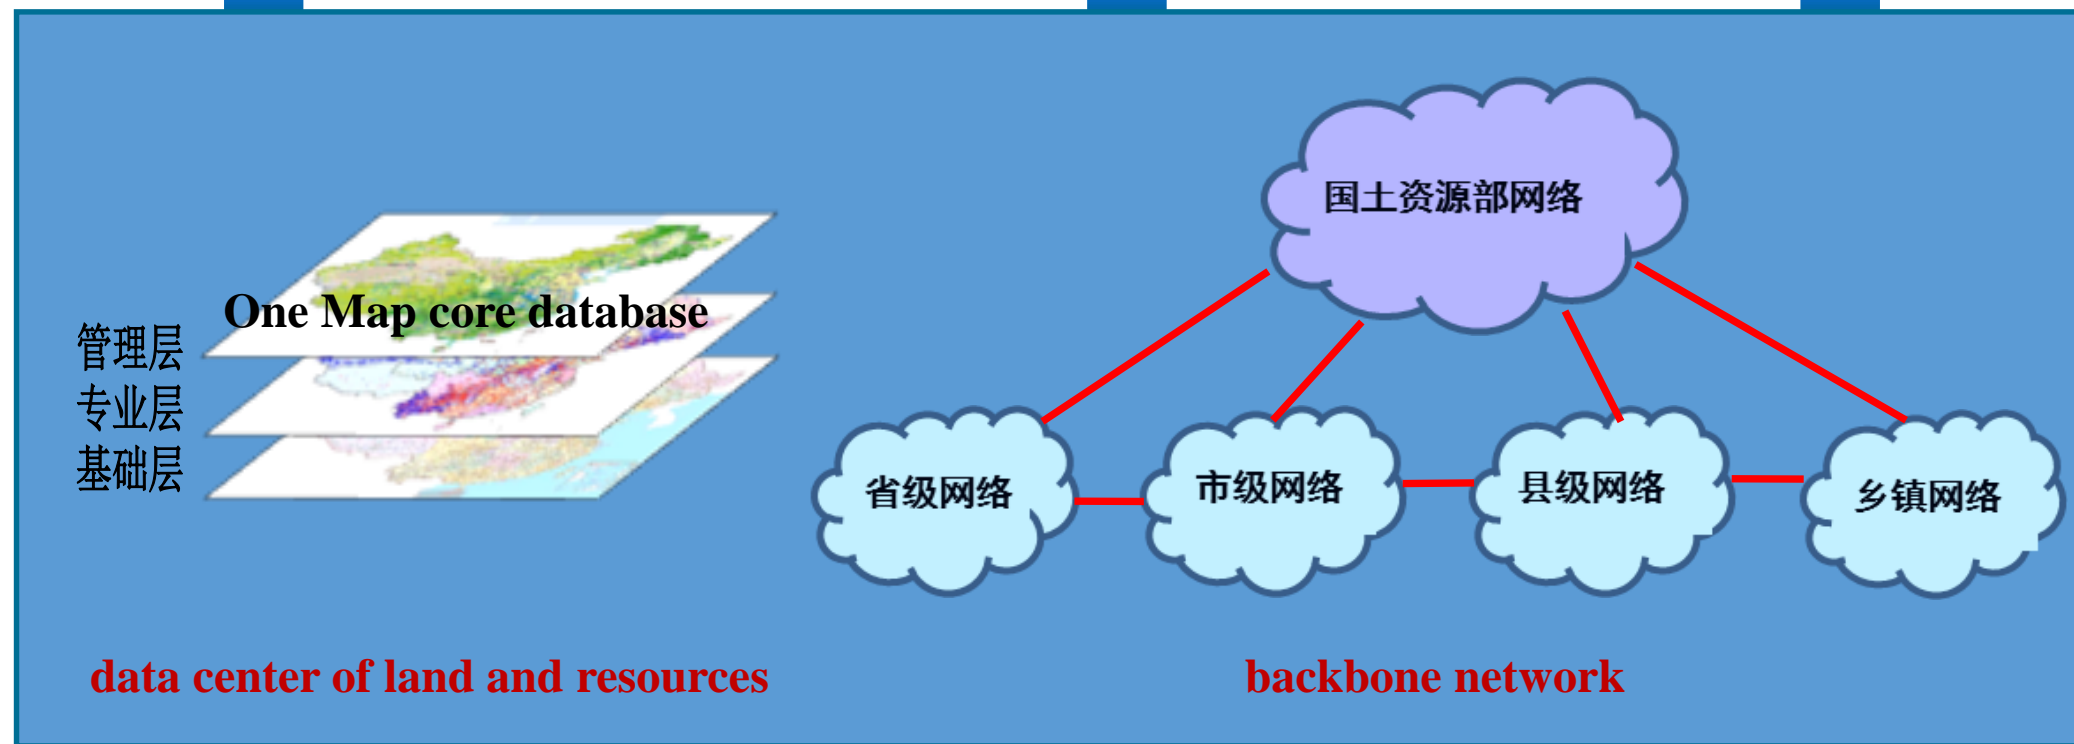 One Map core database
管理层
专业层
基础层
data center of land and resources
国土资源部网络
省级网络
市级网络
县级网络
乡镇网络
backbone network